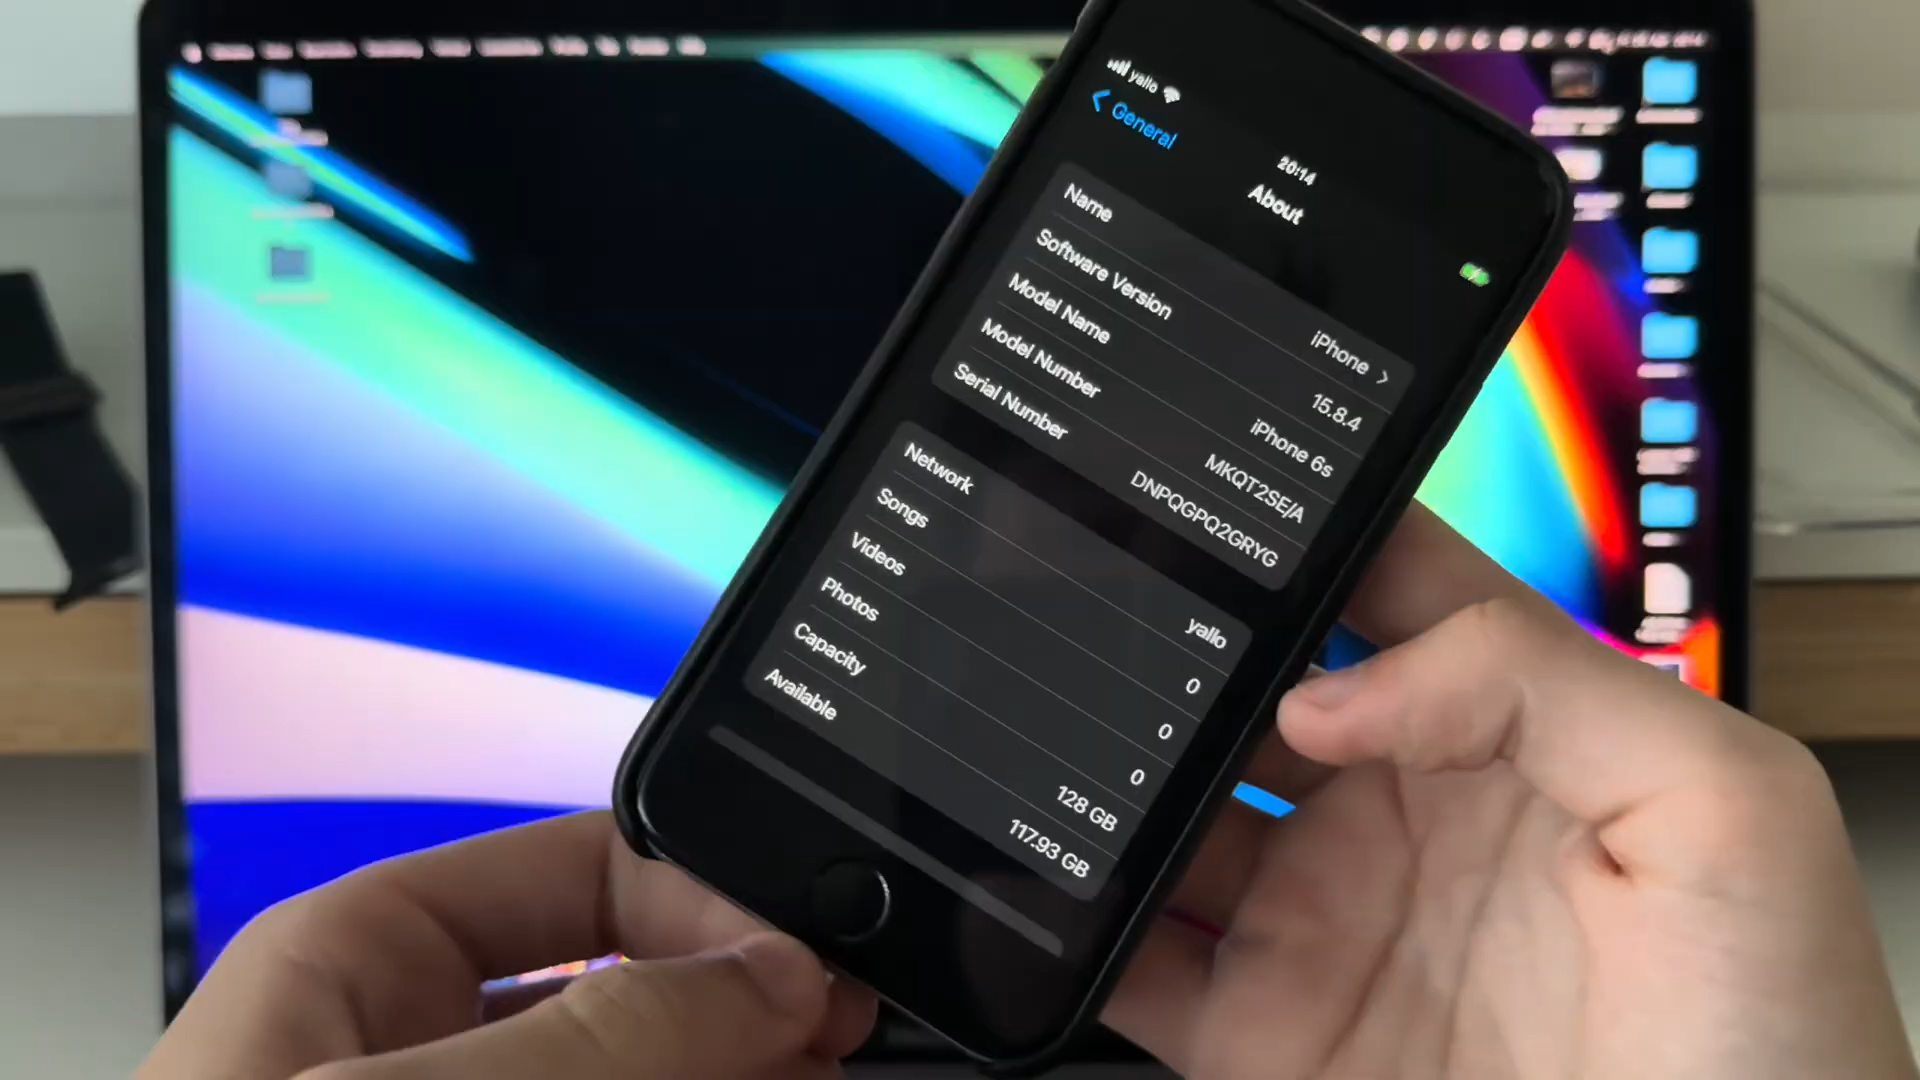 yallo
General
20:14
About
Name
iPhone
Software Version
15.8.4
Model Name
iPhone 6s
Model Number
MKQT2SE/A
Serial Number
DNPQGPQ2GRYG
Network
yallo
Songs
0
Videos
0
Photos
0
Capacity
128 GB
Available
117.93 GB